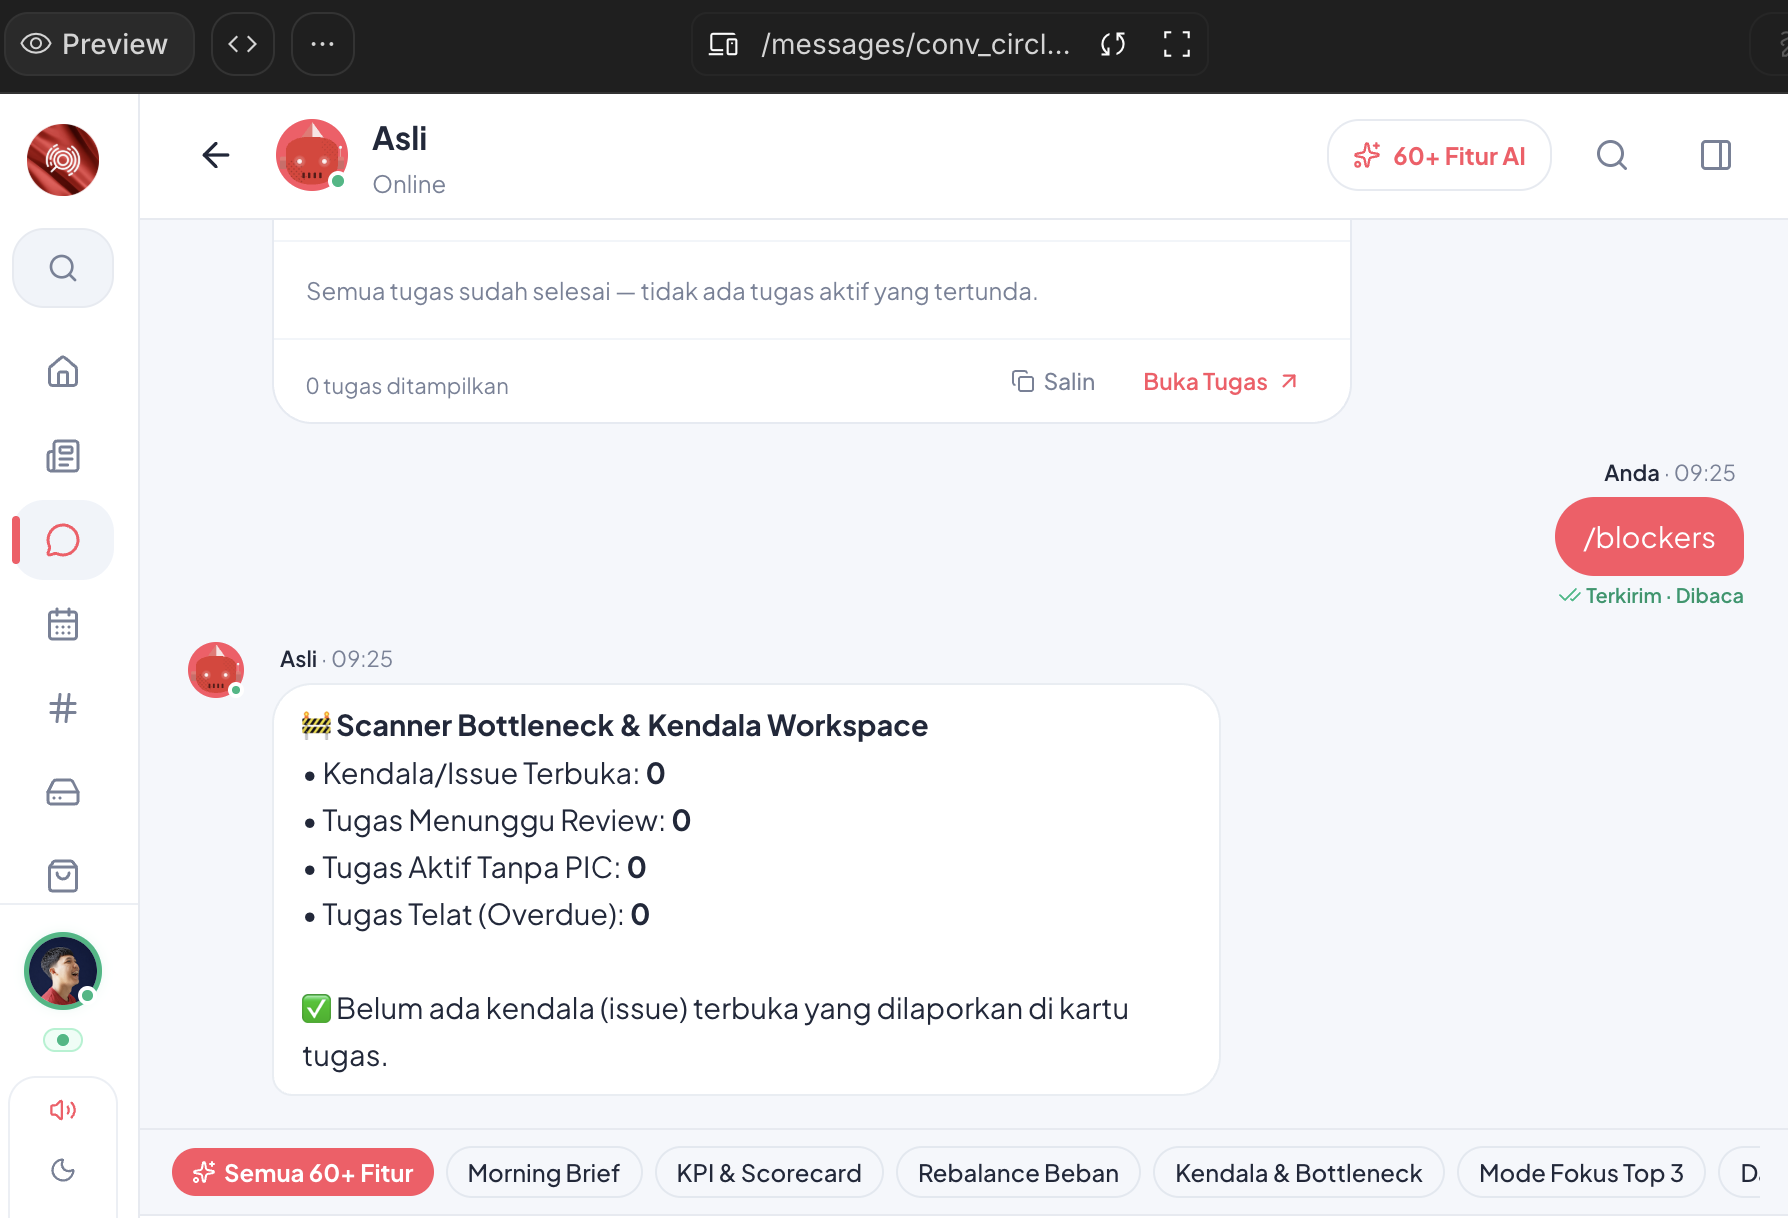 Preview
/messages/conv_circl...
Asli
Online
60+ Fitur AI
Semua tugas sudah selesai — tidak ada tugas aktif yang tertunda.
0 tugas ditampilkan
Salin
Buka Tugas
Anda · 09:25
/blockers
Terkirim · Dibaca
Asli · 09:25
🚧 Scanner Bottleneck & Kendala Workspace
• Kendala/Issue Terbuka: 0
• Tugas Menunggu Review: 0
• Tugas Aktif Tanpa PIC: 0
• Tugas Telat (Overdue): 0
✅ Belum ada kendala (issue) terbuka yang dilaporkan di kartu
tugas.
Semua 60+ Fitur
Morning Brief
KPI & Scorecard
Rebalance Beban
Kendala & Bottleneck
Mode Fokus Top 3